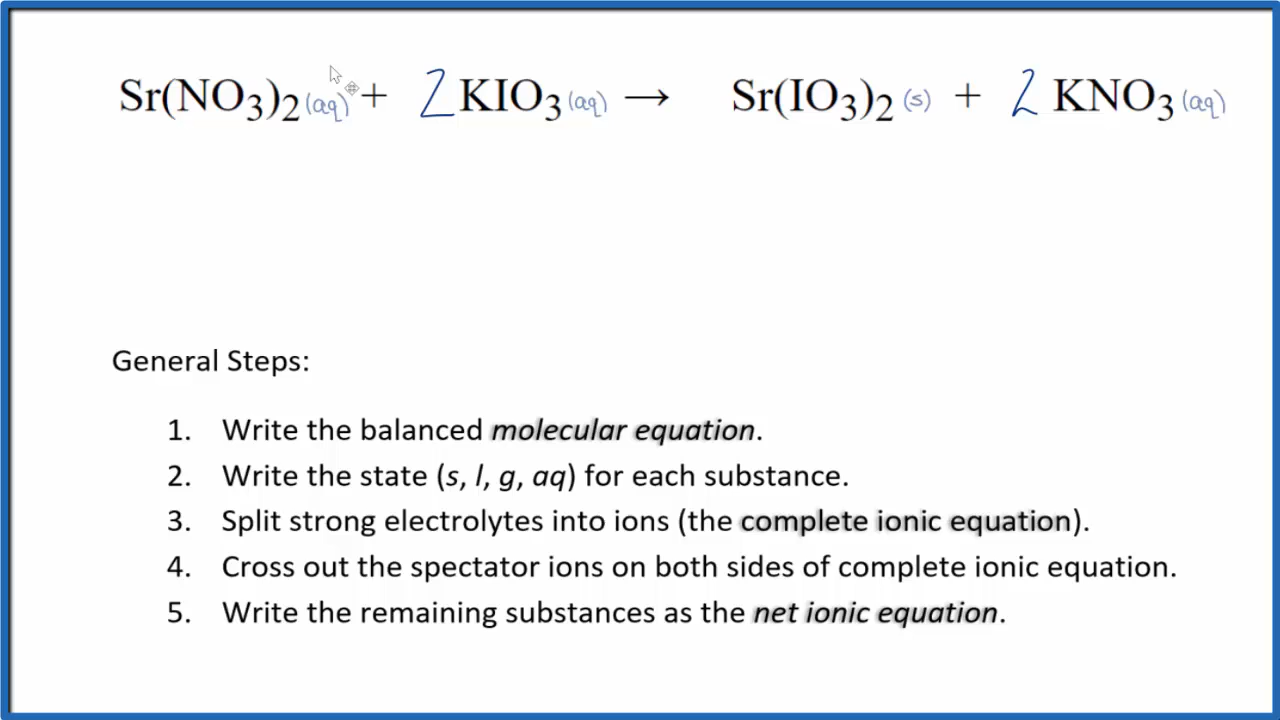 Sr(NO₃)₂(aq) + 2 KIO₃(aq) → Sr(IO₃)₂(s) + 2 KNO₃(aq)
General Steps:
1. Write the balanced molecular equation.
2. Write the state (s, l, g, aq) for each substance.
3. Split strong electrolytes into ions (the complete ionic equation).
4. Cross out the spectator ions on both sides of complete ionic equation.
5. Write the remaining substances as the net ionic equation.